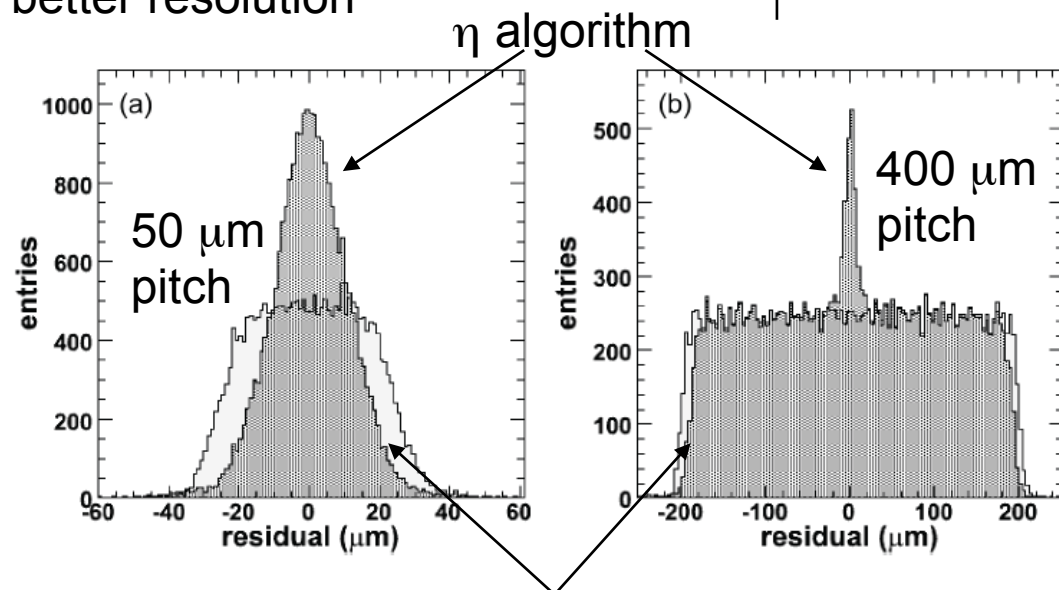 better resolution
η algorithm
(a)
1000
800
600
400
200
0
50 μm
pitch
entries
-60 -40 -20 0 20 40 60
residual (μm)
(b)
500
400
300
200
100
0
400 μm
pitch
entries
-200 -100 0 100 200
residual (μm)